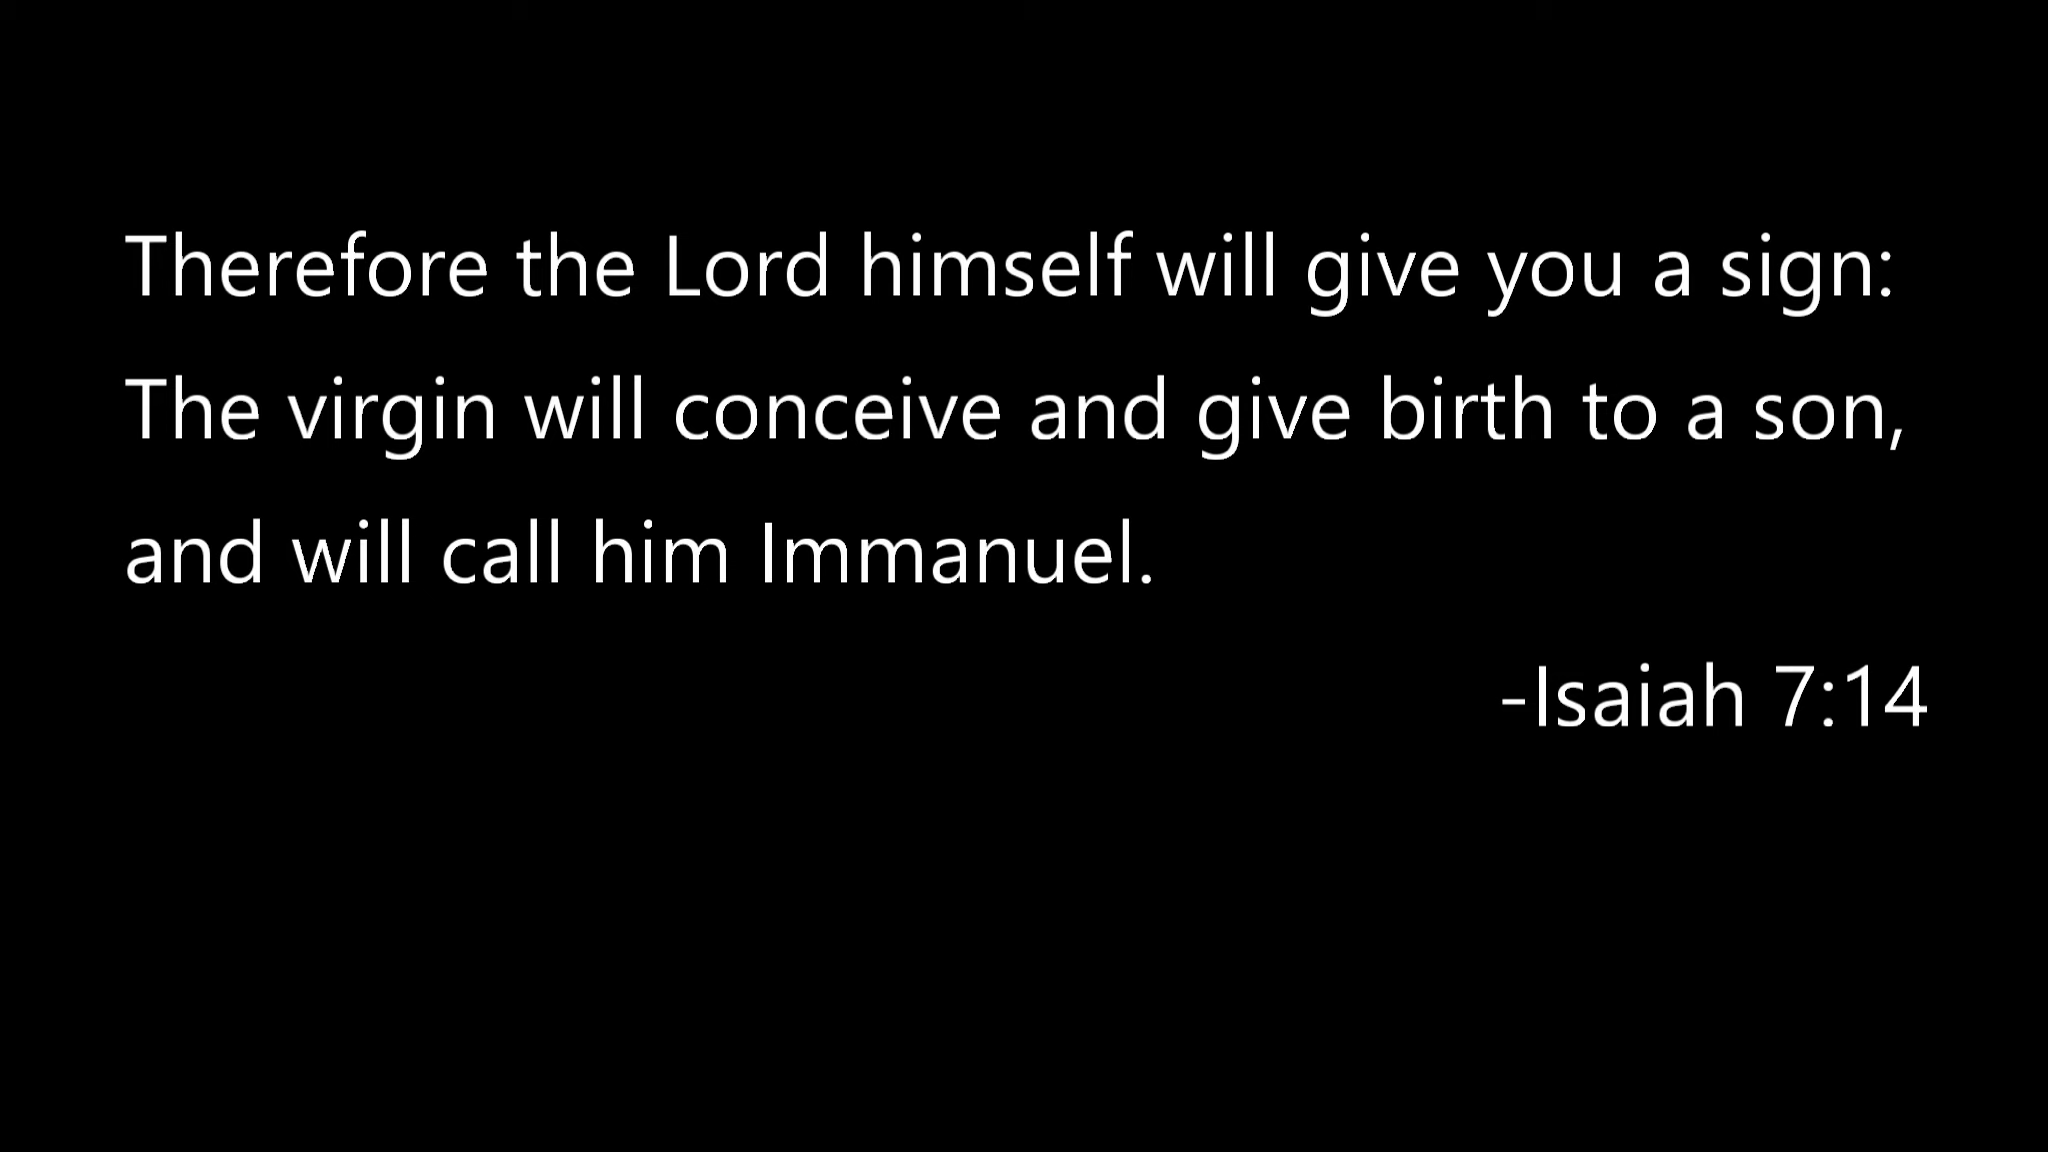 Therefore the Lord himself will give you a sign:
The virgin will conceive and give birth to a son,
and will call him Immanuel.
-Isaiah 7:14